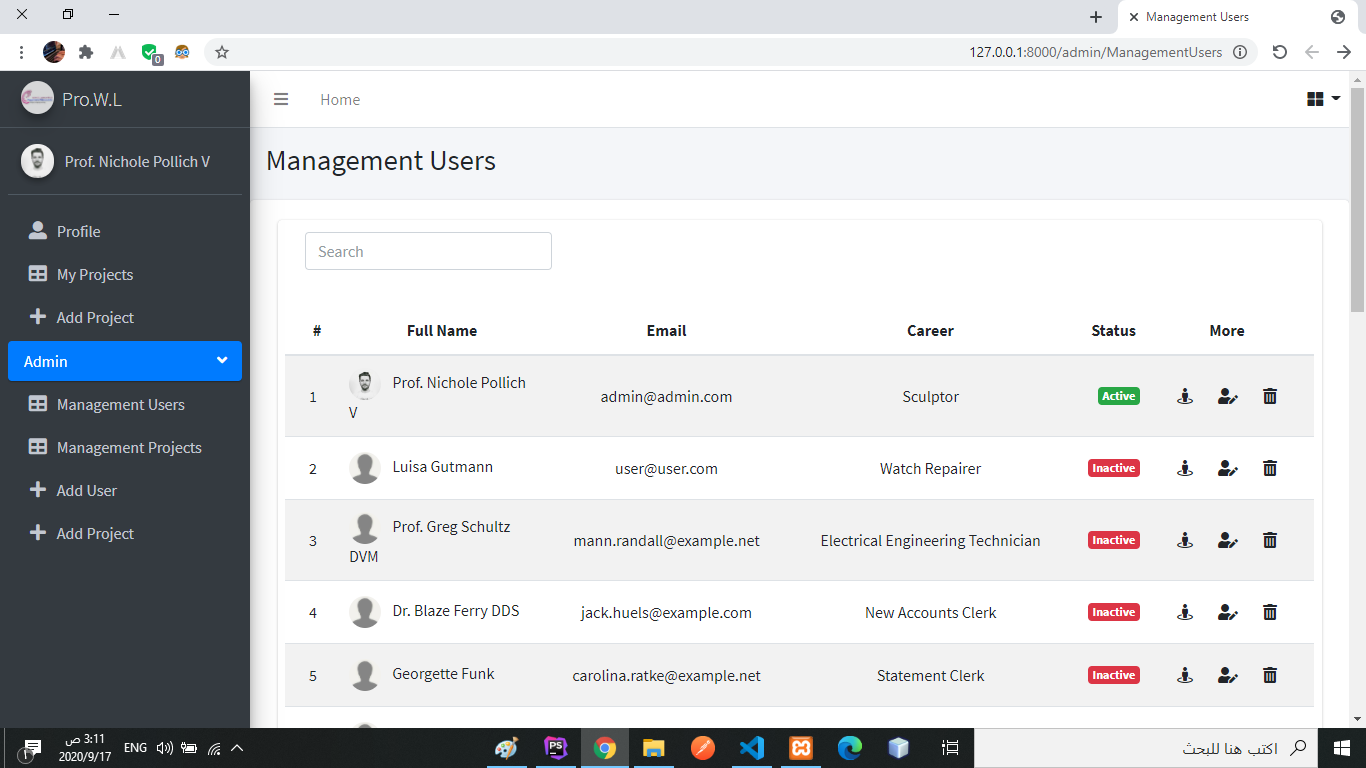 Management Users
127.0.0.1:8000/admin/ManagementUsers
0
Pro.W.L
Home
Prof. Nichole Pollich V
Management Users
Profile
My Projects
Add Project
Admin
Management Users
Management Projects
Add User
Add Project
Search
# Full Name Email Career Status More
1 Prof. Nichole Pollich V admin@admin.com Sculptor Active
2 Luisa Gutmann user@user.com Watch Repairer Inactive
3 Prof. Greg Schultz DVM mann.randall@example.net Electrical Engineering Technician Inactive
4 Dr. Blaze Ferry DDS jack.huels@example.com New Accounts Clerk Inactive
5 Georgette Funk carolina.ratke@example.net Statement Clerk Inactive
1
3:11 ص
2020/9/17
ENG
PS
اكتب هنا للبحث